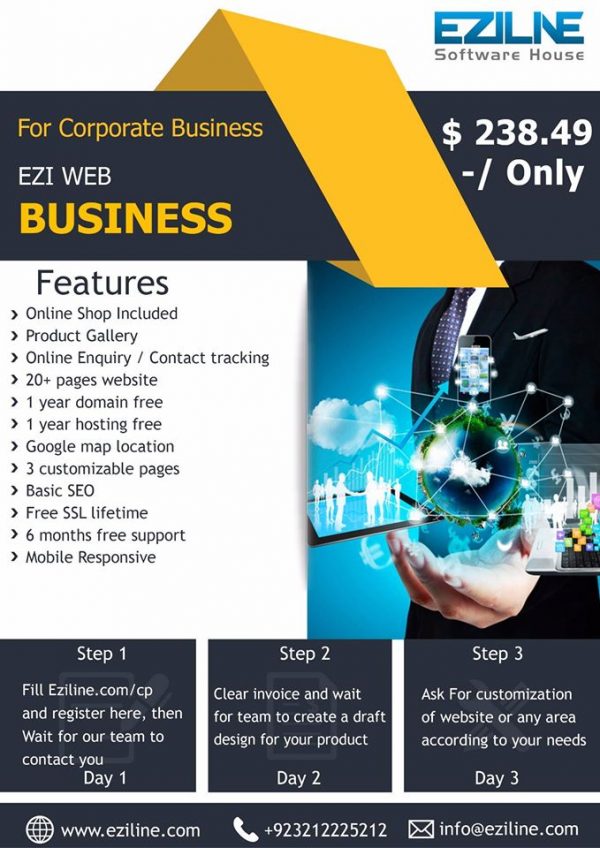 EZILNE
Software House
For Corporate Business
$ 238.49
-/ Only
EZI WEB
BUSINESS
Features
Online Shop Included
Product Gallery
Online Enquiry / Contact tracking
20+ pages website
1 year domain free
1 year hosting free
Google map location
3 customizable pages
Basic SEO
Free SSL lifetime
6 months free support
Mobile Responsive
Step 1
Fill Eziline.com/cp
and register here, then
Wait for our team to
contact you
Day 1
Step 2
Clear invoice and wait
for team to create a draft
design for your product
Day 2
Step 3
Ask For customization
of website or any area
according to your needs
Day 3
www.eziline.com
+923212225212
info@eziline.com